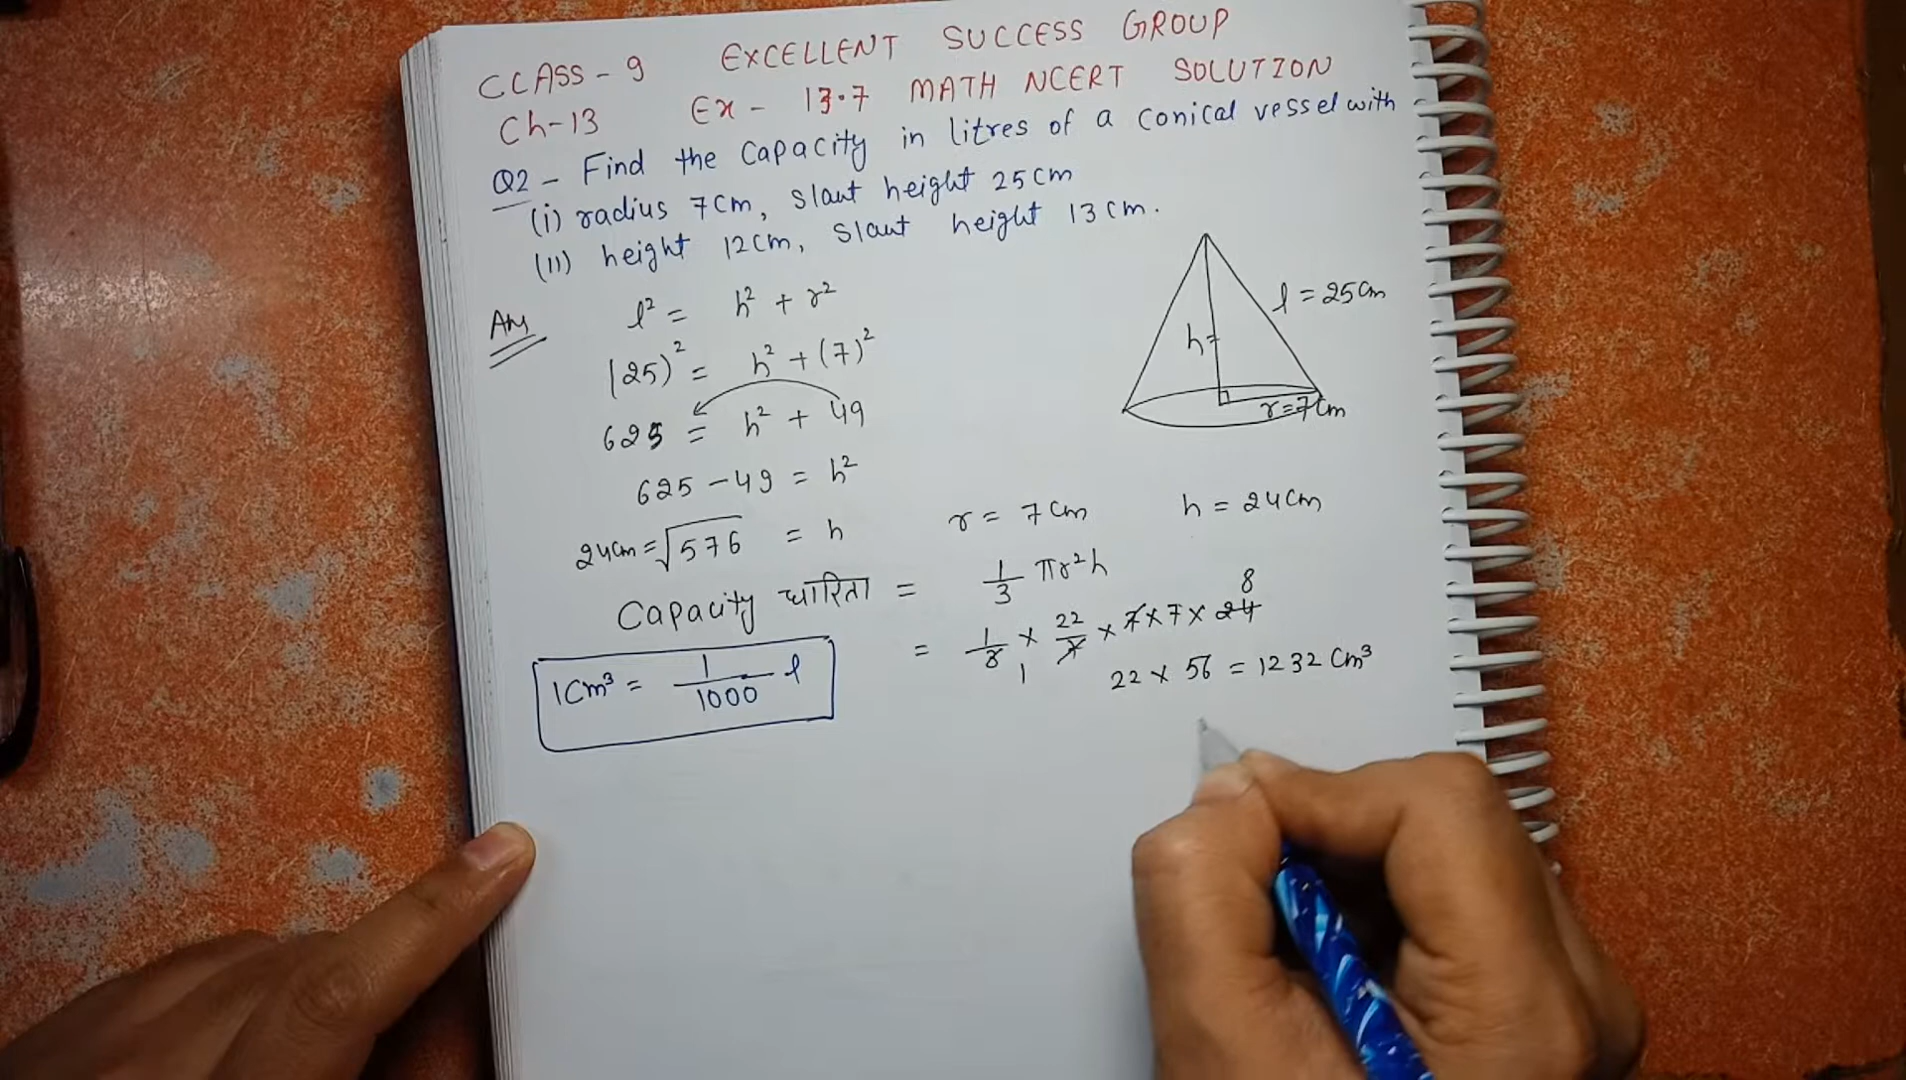 CLASS - 9 EXCELLENT SUCCESS GROUP
Ch-13 Ex - 13.7 MATH NCERT SOLUTION
Q2 - Find the Capacity in litres of a Conical vessel with
(i) radius 7cm, slant height 25cm
(ii) height 12cm, slant height 13cm.
Ans l² = h² + r²
(25)² = h² + (7)²
625 = h² + 49
625 - 49 = h²
24cm = √576 = h
l = 25cm
h =
r = 7cm
r = 7cm h = 24cm
Capacity धारिता = 1/3 πr²h
= 1/3 × 22/7 × 7 × 7 × 24
8
1
22 × 56 = 1232 cm³
1cm³ = 1/1000 l